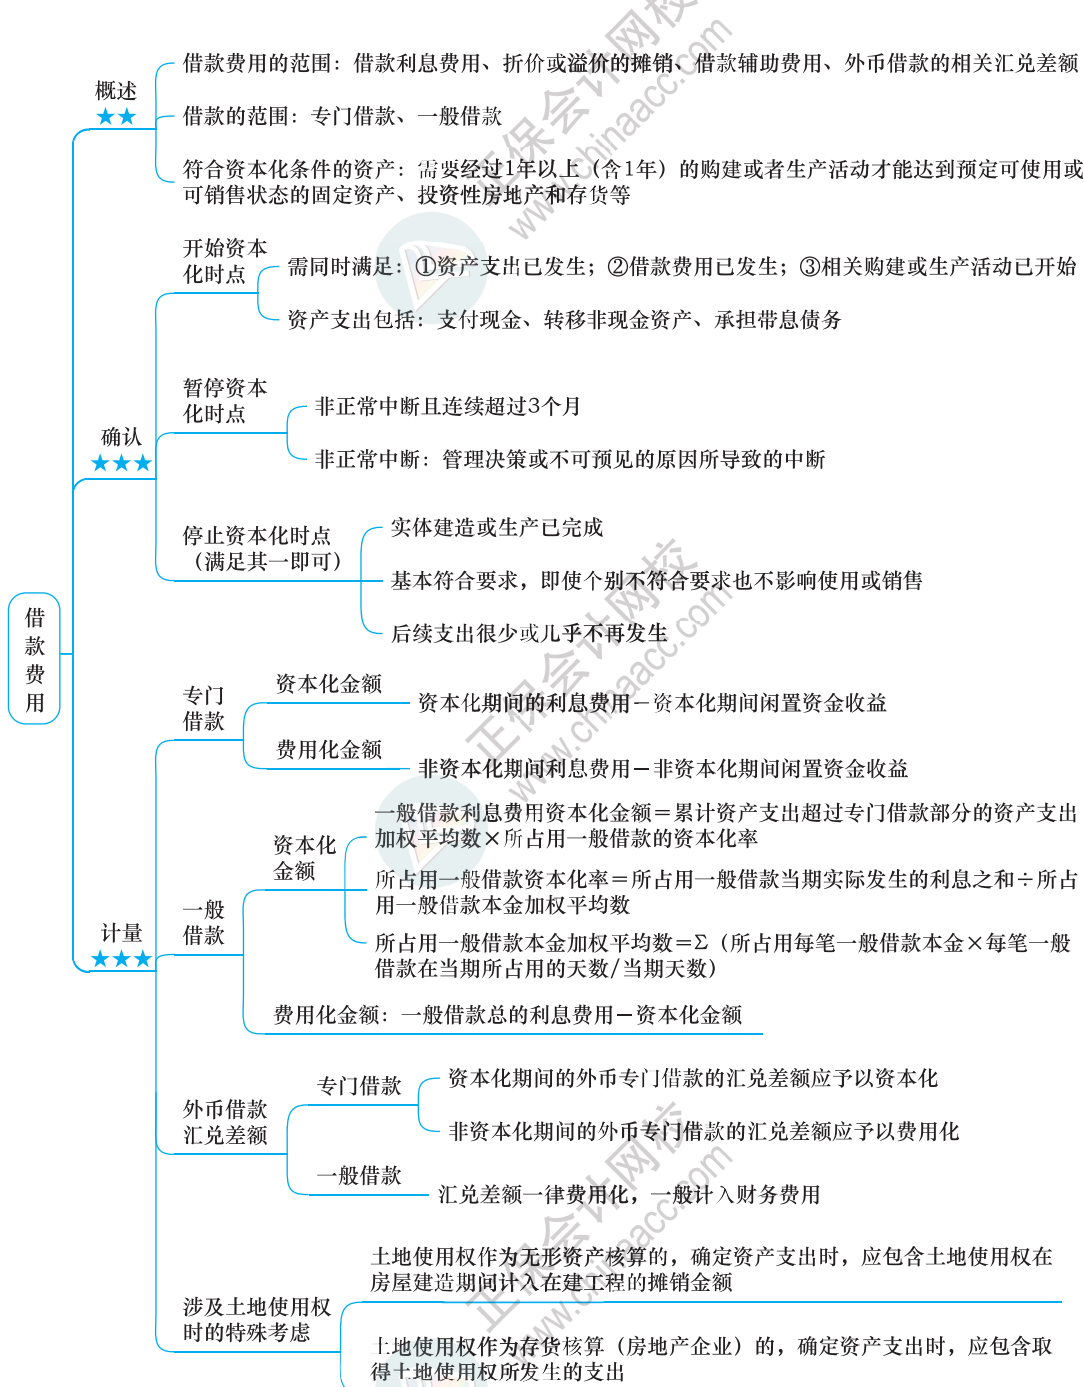 借款费用的范围：借款利息费用、折价或溢价的摊销、借款辅助费用、外币借款的相关汇兑差额
概述
★★
借款的范围：专门借款、一般借款
符合资本化条件的资产：需要经过1年以上（含1年）的购建或者生产活动才能达到预定可使用或
可销售状态的固定资产、投资性房地产和存货等
开始资本
化时点
需同时满足：①资产支出已发生；②借款费用已发生；③相关购建或生产活动已开始
资产支出包括：支付现金、转移非现金资产、承担带息债务
暂停资本
化时点
非正常中断且连续超过3个月
确认
★★★
非正常中断：管理决策或不可预见的原因所导致的中断
停止资本化时点
（满足其一即可）
实体建造或生产已完成
基本符合要求，即使个别不符合要求也不影响使用或销售
后续支出很少或几乎不再发生
借
款
费
用
专门
借款
资本化金额
资本化期间的利息费用－资本化期间闲置资金收益
费用化金额
非资本化期间利息费用－非资本化期间闲置资金收益
一般借款利息费用资本化金额＝累计资产支出超过专门借款部分的资产支出
加权平均数×所占用一般借款的资本化率
资本化
金额
所占用一般借款资本化率＝所占用一般借款当期实际发生的利息之和÷所占
用一般借款本金加权平均数
一般
借款
计量
★★★
所占用一般借款本金加权平均数＝Σ（所占用每笔一般借款本金×每笔一般
借款在当期所占用的天数/当期天数）
费用化金额：一般借款总的利息费用－资本化金额
外币借款
汇兑差额
专门借款
资本化期间的外币专门借款的汇兑差额应予以资本化
非资本化期间的外币专门借款的汇兑差额应予以费用化
一般借款
汇兑差额一律费用化，一般计入财务费用
涉及土地使用权
时的特殊考虑
土地使用权作为无形资产核算的，确定资产支出时，应包含土地使用权在
房屋建造期间计入在建工程的摊销金额
土地使用权作为存货核算（房地产企业）的，确定资产支出时，应包含取
得土地使用权所发生的支出
正保会计网校
www.chinaacc.com
正保会计网校
www.chinaacc.com
正保会计网校
www.chinaacc.com